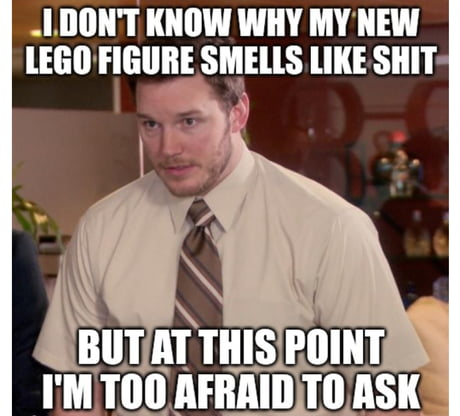 I DON'T KNOW WHY MY NEW
LEGO FIGURE SMELLS LIKE SHIT
BUT AT THIS POINT
I'M TOO AFRAID TO ASK